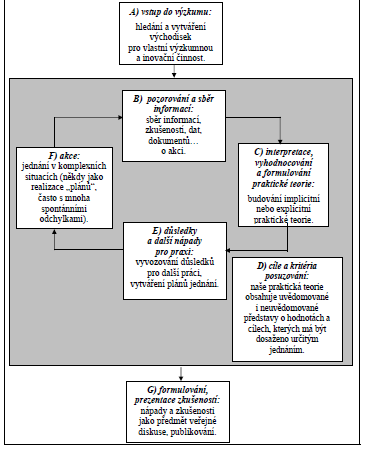 A) vstup do výzkumu:
hledání a vytváření
východisek
pro vlastní výzkumnou
a inovační činnost.
B) pozorování a sběr
informací:
sběr informací,
zkušeností, dat,
dokumentů…
o akci.
C) interpretace,
vyhodnocování
a formulování
praktické teorie:
budování implicitní
nebo explicitní
praktické teorie.
F) akce:
jednání v komplexních
situacích (někdy jako
realizace „plánů“,
často s mnoha
spontánními
odchylkami).
E) důsledky
a další nápady
pro praxi:
vyvozování důsledků
pro další práci,
vytváření plánů jednání.
D) cíle a kritéria
posuzování:
naše praktická teorie
obsahuje uvědomované
i neuvědomované
představy o hodnotách a
cílech, kterých má být
dosaženo určitým
jednáním.
G) formulování,
prezentace zkušeností:
nápady a zkušenosti
jako předmět veřejné
diskuse, publikování.